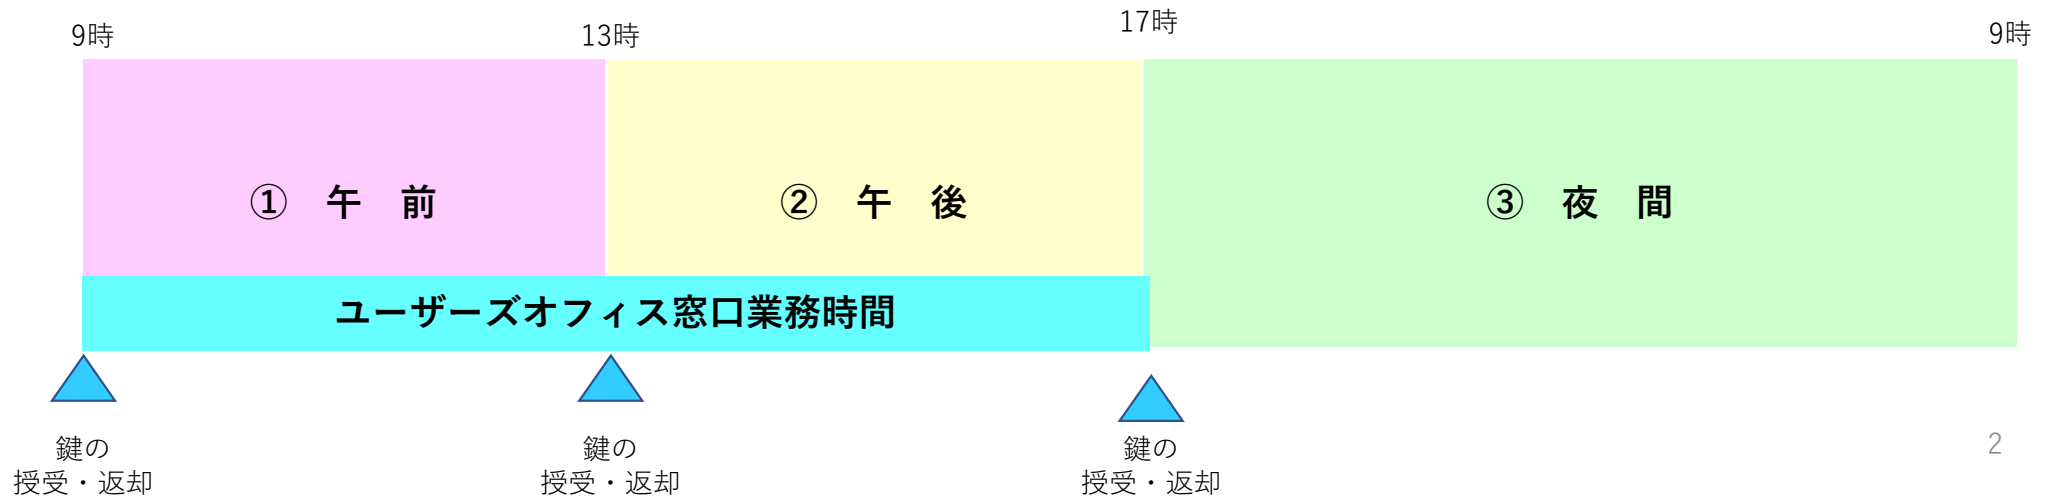 9時
13時
17時
9時
① 午 前
② 午 後
③ 夜 間
ユーザーズオフィス窓口業務時間
鍵の
授受・返却
鍵の
授受・返却
鍵の
授受・返却
2